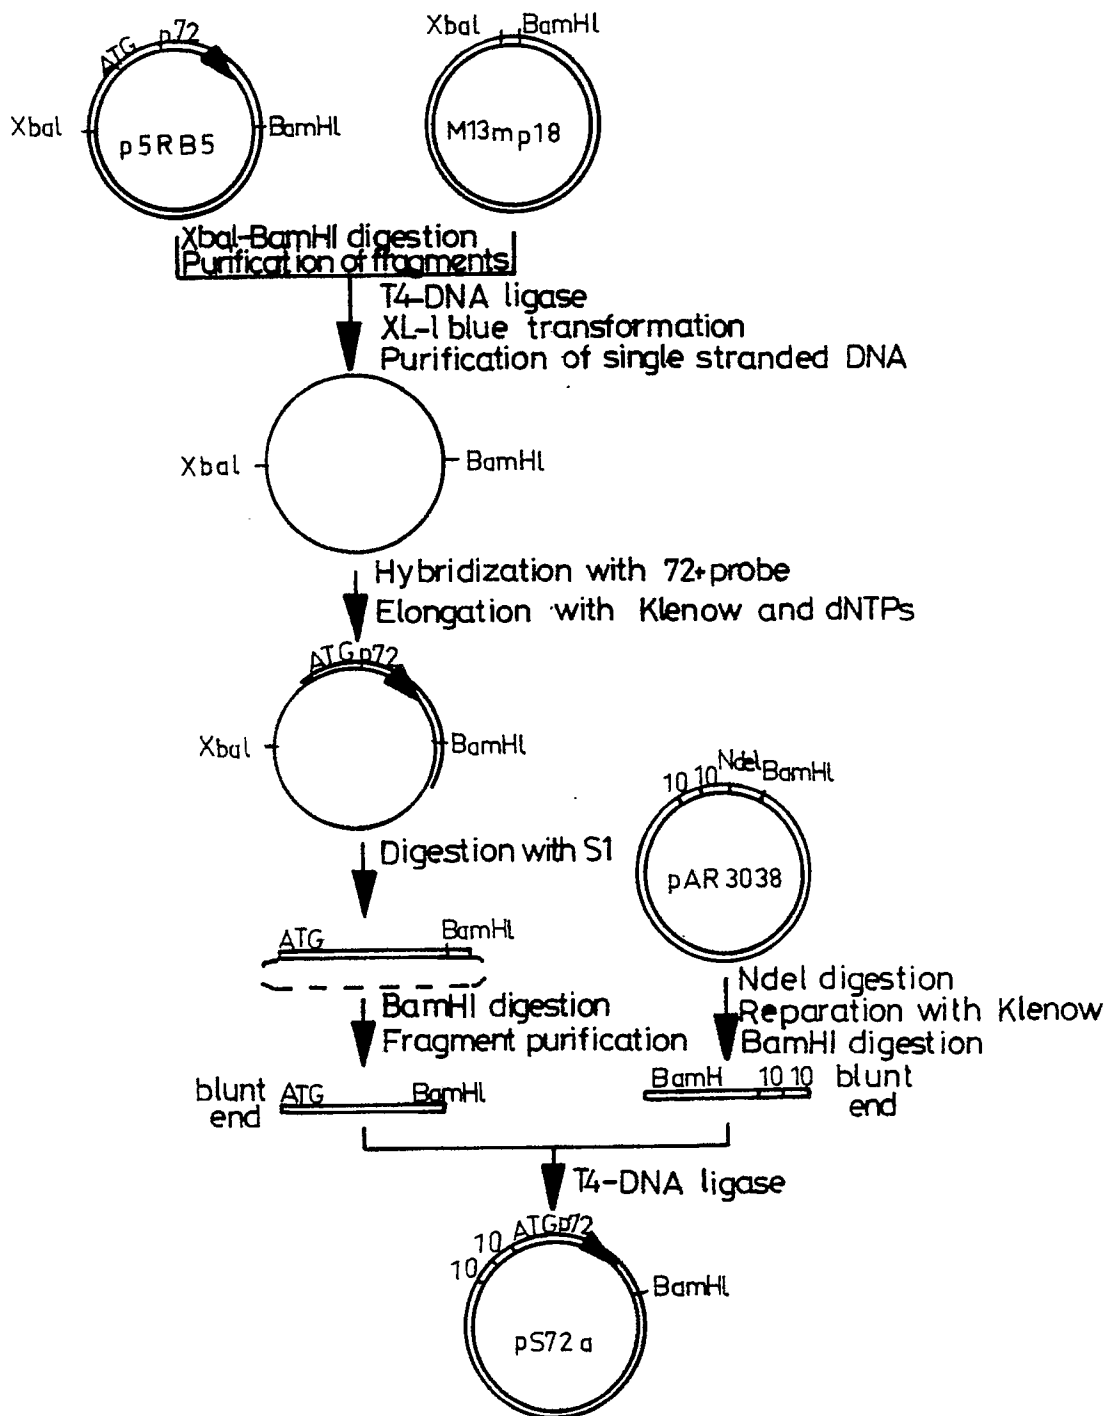 ATG p72
XbaI BamHI
p5RB5
XbaI BamHI
M13mp18
XbaI-BamHI digestion
Purification of fragments
T4-DNA ligase
XL-1 blue transformation
Purification of single stranded DNA
XbaI BamHI
Hybridization with 72+probe
Elongation with Klenow and dNTPs
ATG p72
XbaI BamHI
Digestion with S1
10 10 NdeI BamHI
pAR3038
ATG BamHI
BamHI digestion
Fragment purification
NdeI digestion
Reparation with Klenow
BamHI digestion
blunt end
ATG BamHI
BamH 10 10
blunt end
T4-DNA ligase
10 10 ATG p72
BamHI
pS72a